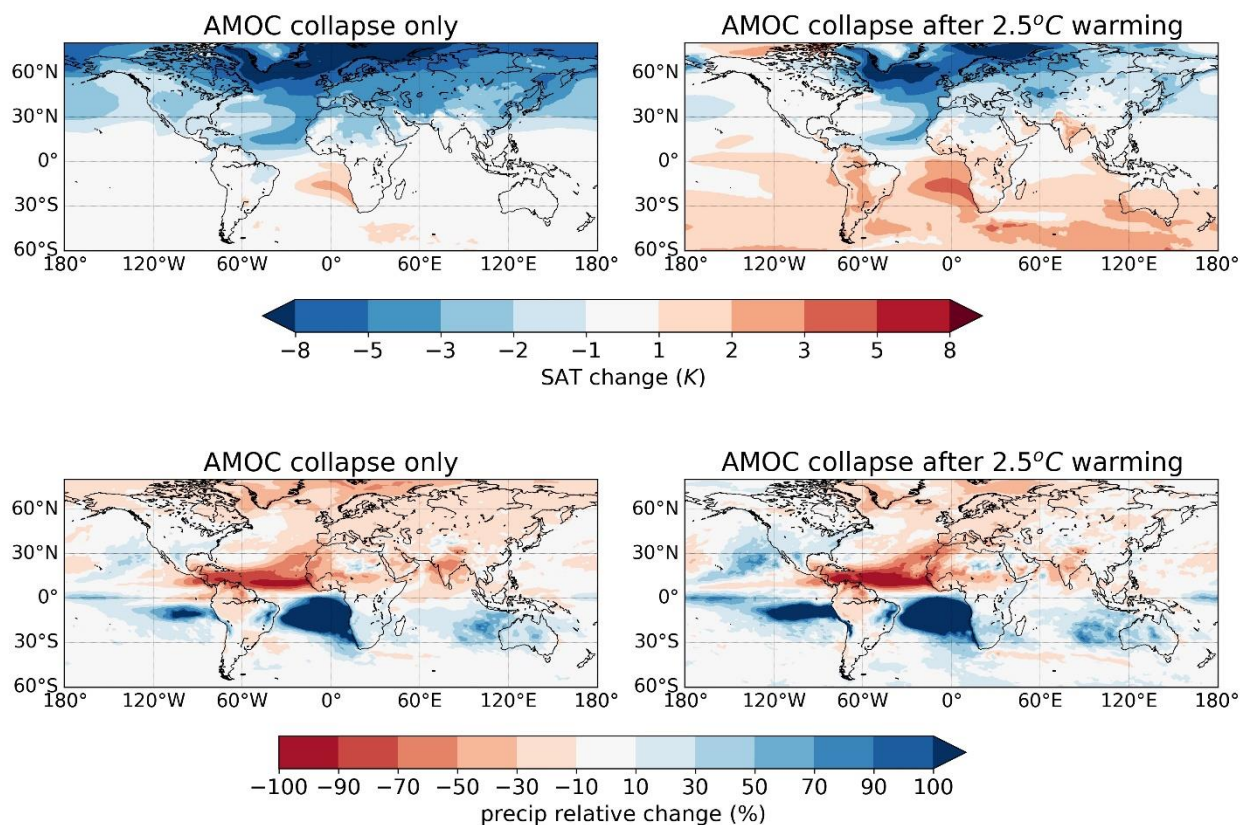 AMOC collapse only
AMOC collapse after 2.5°C warming
60°N
30°N
0°
30°S
60°S
180° 120°W 60°W 0° 60°E 120°E 180°
60°N
30°N
0°
30°S
60°S
180° 120°W 60°W 0° 60°E 120°E 180°
−8 −5 −3 −2 −1 1 2 3 5 8
SAT change (K)
AMOC collapse only
AMOC collapse after 2.5°C warming
60°N
30°N
0°
30°S
60°S
180° 120°W 60°W 0° 60°E 120°E 180°
60°N
30°N
0°
30°S
60°S
180° 120°W 60°W 0° 60°E 120°E 180°
−100 −90 −70 −50 −30 −10 10 30 50 70 90 100
precip relative change (%)